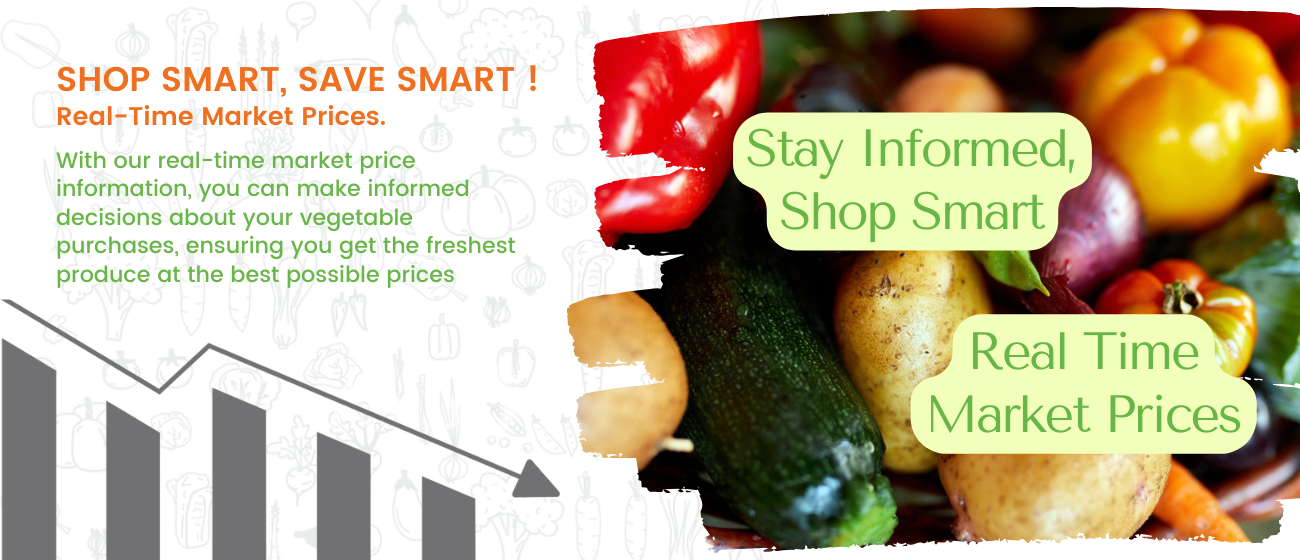 SHOP SMART, SAVE SMART !
Real-Time Market Prices.
With our real-time market price
information, you can make informed
decisions about your vegetable
purchases, ensuring you get the freshest
produce at the best possible prices
Stay Informed,
Shop Smart
Real Time
Market Prices